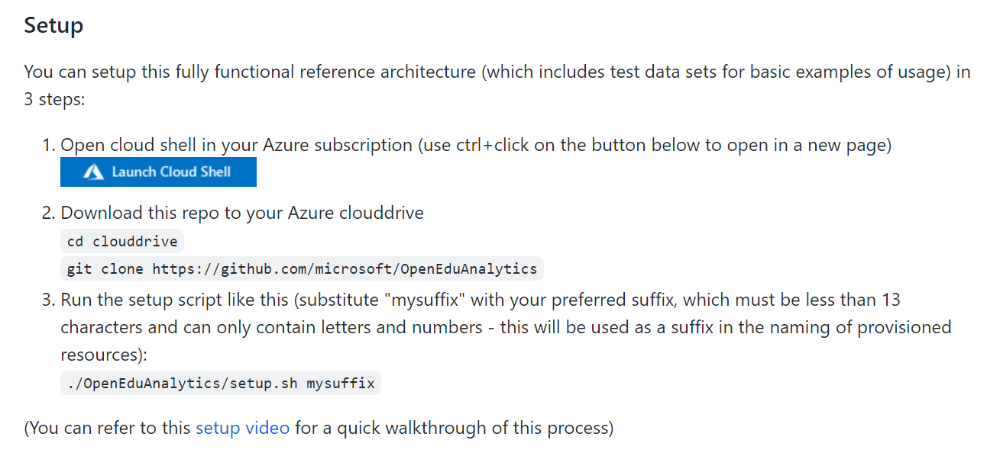 Setup
You can setup this fully functional reference architecture (which includes test data sets for basic examples of usage) in
3 steps:
1. Open cloud shell in your Azure subscription (use ctrl+click on the button below to open in a new page)
Launch Cloud Shell
2. Download this repo to your Azure clouddrive
cd clouddrive
git clone https://github.com/microsoft/OpenEduAnalytics
3. Run the setup script like this (substitute "mysuffix" with your preferred suffix, which must be less than 13
characters and can only contain letters and numbers - this will be used as a suffix in the naming of provisioned
resources):
./OpenEduAnalytics/setup.sh mysuffix
(You can refer to this setup video for a quick walkthrough of this process)